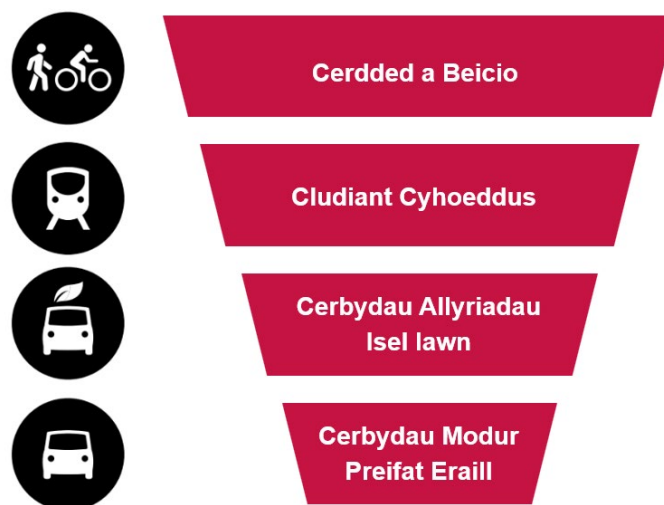 Cerdded a Beicio
Cludiant Cyhoeddus
Cerbydau Allyriadau
Isel Iawn
Cerbydau Modur
Preifat Eraill